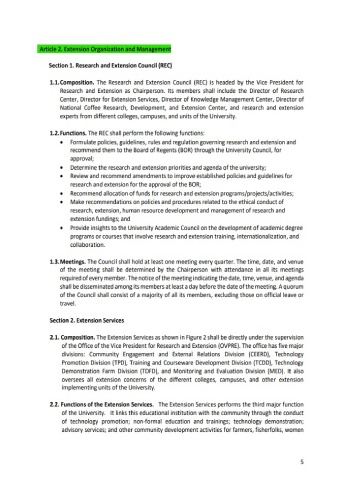 Article 2. Extension Organization and Management
Section 1. Research and Extension Council (REC)
1.1. Composition. The Research and Extension Council (REC) is headed by the Vice President for
Research and Extension as Chairperson. Its members shall include the Director of Research
Center, Director for Extension Services, Director of Knowledge Management Center, Director of
National Coffee Research, Development, and Extension Center, and research and extension
experts from different colleges, campuses, and units of the University.
1.2. Functions. The REC shall perform the following functions:
• Formulate policies, guidelines, rules and regulation governing research and extension and
recommend them to the Board of Regents (BOR) through the University Council, for
approval;
• Determine the research and extension priorities and agenda of the university;
• Review and recommend amendments to improve established policies and guidelines for
research and extension for the approval of the BOR;
• Recommend allocation of funds for research and extension programs/projects/activities;
• Make recommendations on policies and procedures related to the ethical conduct of
research, extension, human resource development and management of research and
extension fundings; and
• Provide insights to the University Academic Council on the development of academic degree
programs or courses that involve research and extension training, internationalization, and
collaboration.
1.3. Meetings. The Council shall hold at least one meeting every quarter. The time, date, and venue
of the meeting shall be determined by the Chairperson with attendance in all its meetings
required of every member. The notice of the meeting indicating the date, time, venue, and agenda
shall be disseminated among its members at least a day before the date of the meeting. A quorum
of the Council shall consist of a majority of all its members, excluding those on official leave or
travel.
Section 2. Extension Services
2.1. Composition. The Extension Services as shown in Figure 2 shall be directly under the supervision
of the Office of the Vice President for Research and Extension (OVPRE). The office has five major
divisions: Community Engagement and External Relations Division (CEERD), Technology
Promotion Division (TPD), Training and Courseware Development Division (TCDD), Technology
Demonstration Farm Division (TDFD), and Monitoring and Evaluation Division (MED). It also
oversees all extension concerns of the different colleges, campuses, and other extension
implementing units of the University.
2.2. Functions of the Extension Services. The Extension Services performs the third major function
of the University. It links this educational institution with the community through the conduct
of technology promotion; non-formal education and trainings; technology demonstration;
advisory services; and other community development activities for farmers, fisherfolks, women
5